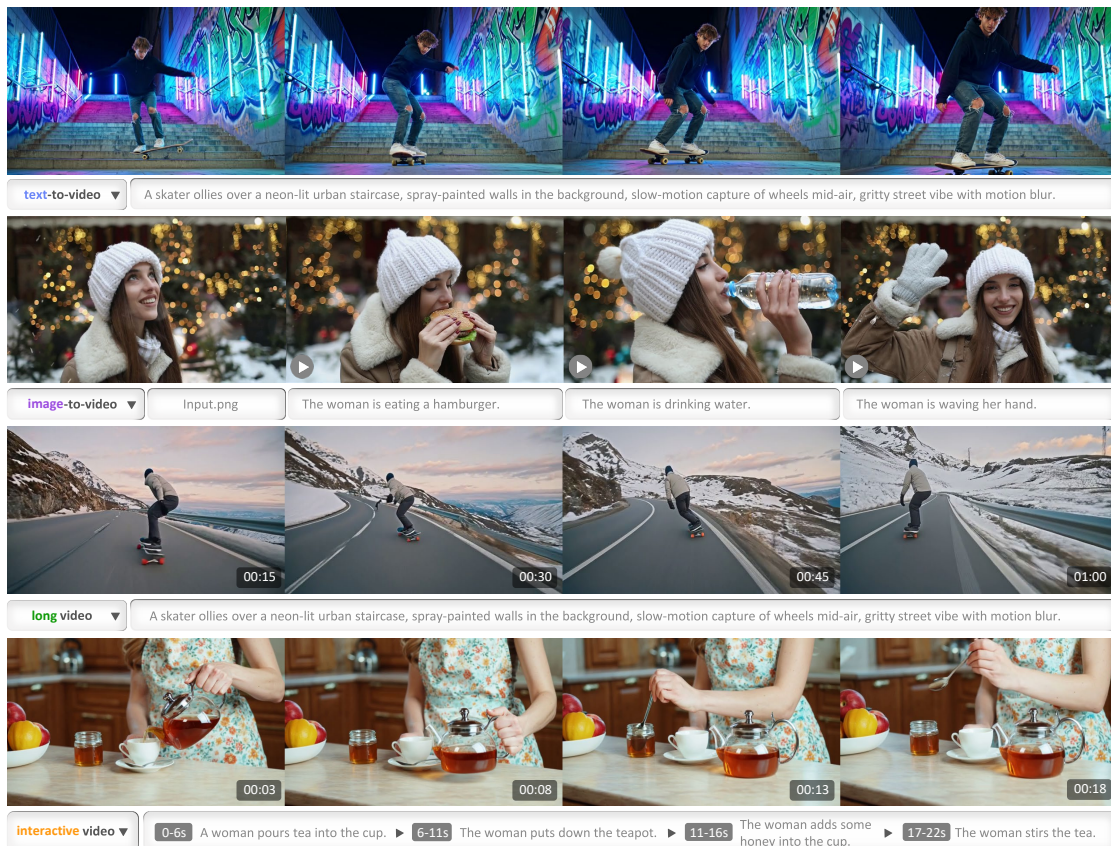 text-to-video ▼ A skater ollies over a neon-lit urban staircase, spray-painted walls in the background, slow-motion capture of wheels mid-air, gritty street vibe with motion blur.
image-to-video ▼ Input.png The woman is eating a hamburger. The woman is drinking water. The woman is waving her hand.
00:15 00:30 00:45 01:00
long video ▼ A skater ollies over a neon-lit urban staircase, spray-painted walls in the background, slow-motion capture of wheels mid-air, gritty street vibe with motion blur.
00:03 00:08 00:13 00:18
interactive video ▼ 0-6s A woman pours tea into the cup. ▶ 6-11s The woman puts down the teapot. ▶ 11-16s The woman adds some honey into the cup. ▶ 17-22s The woman stirs the tea.